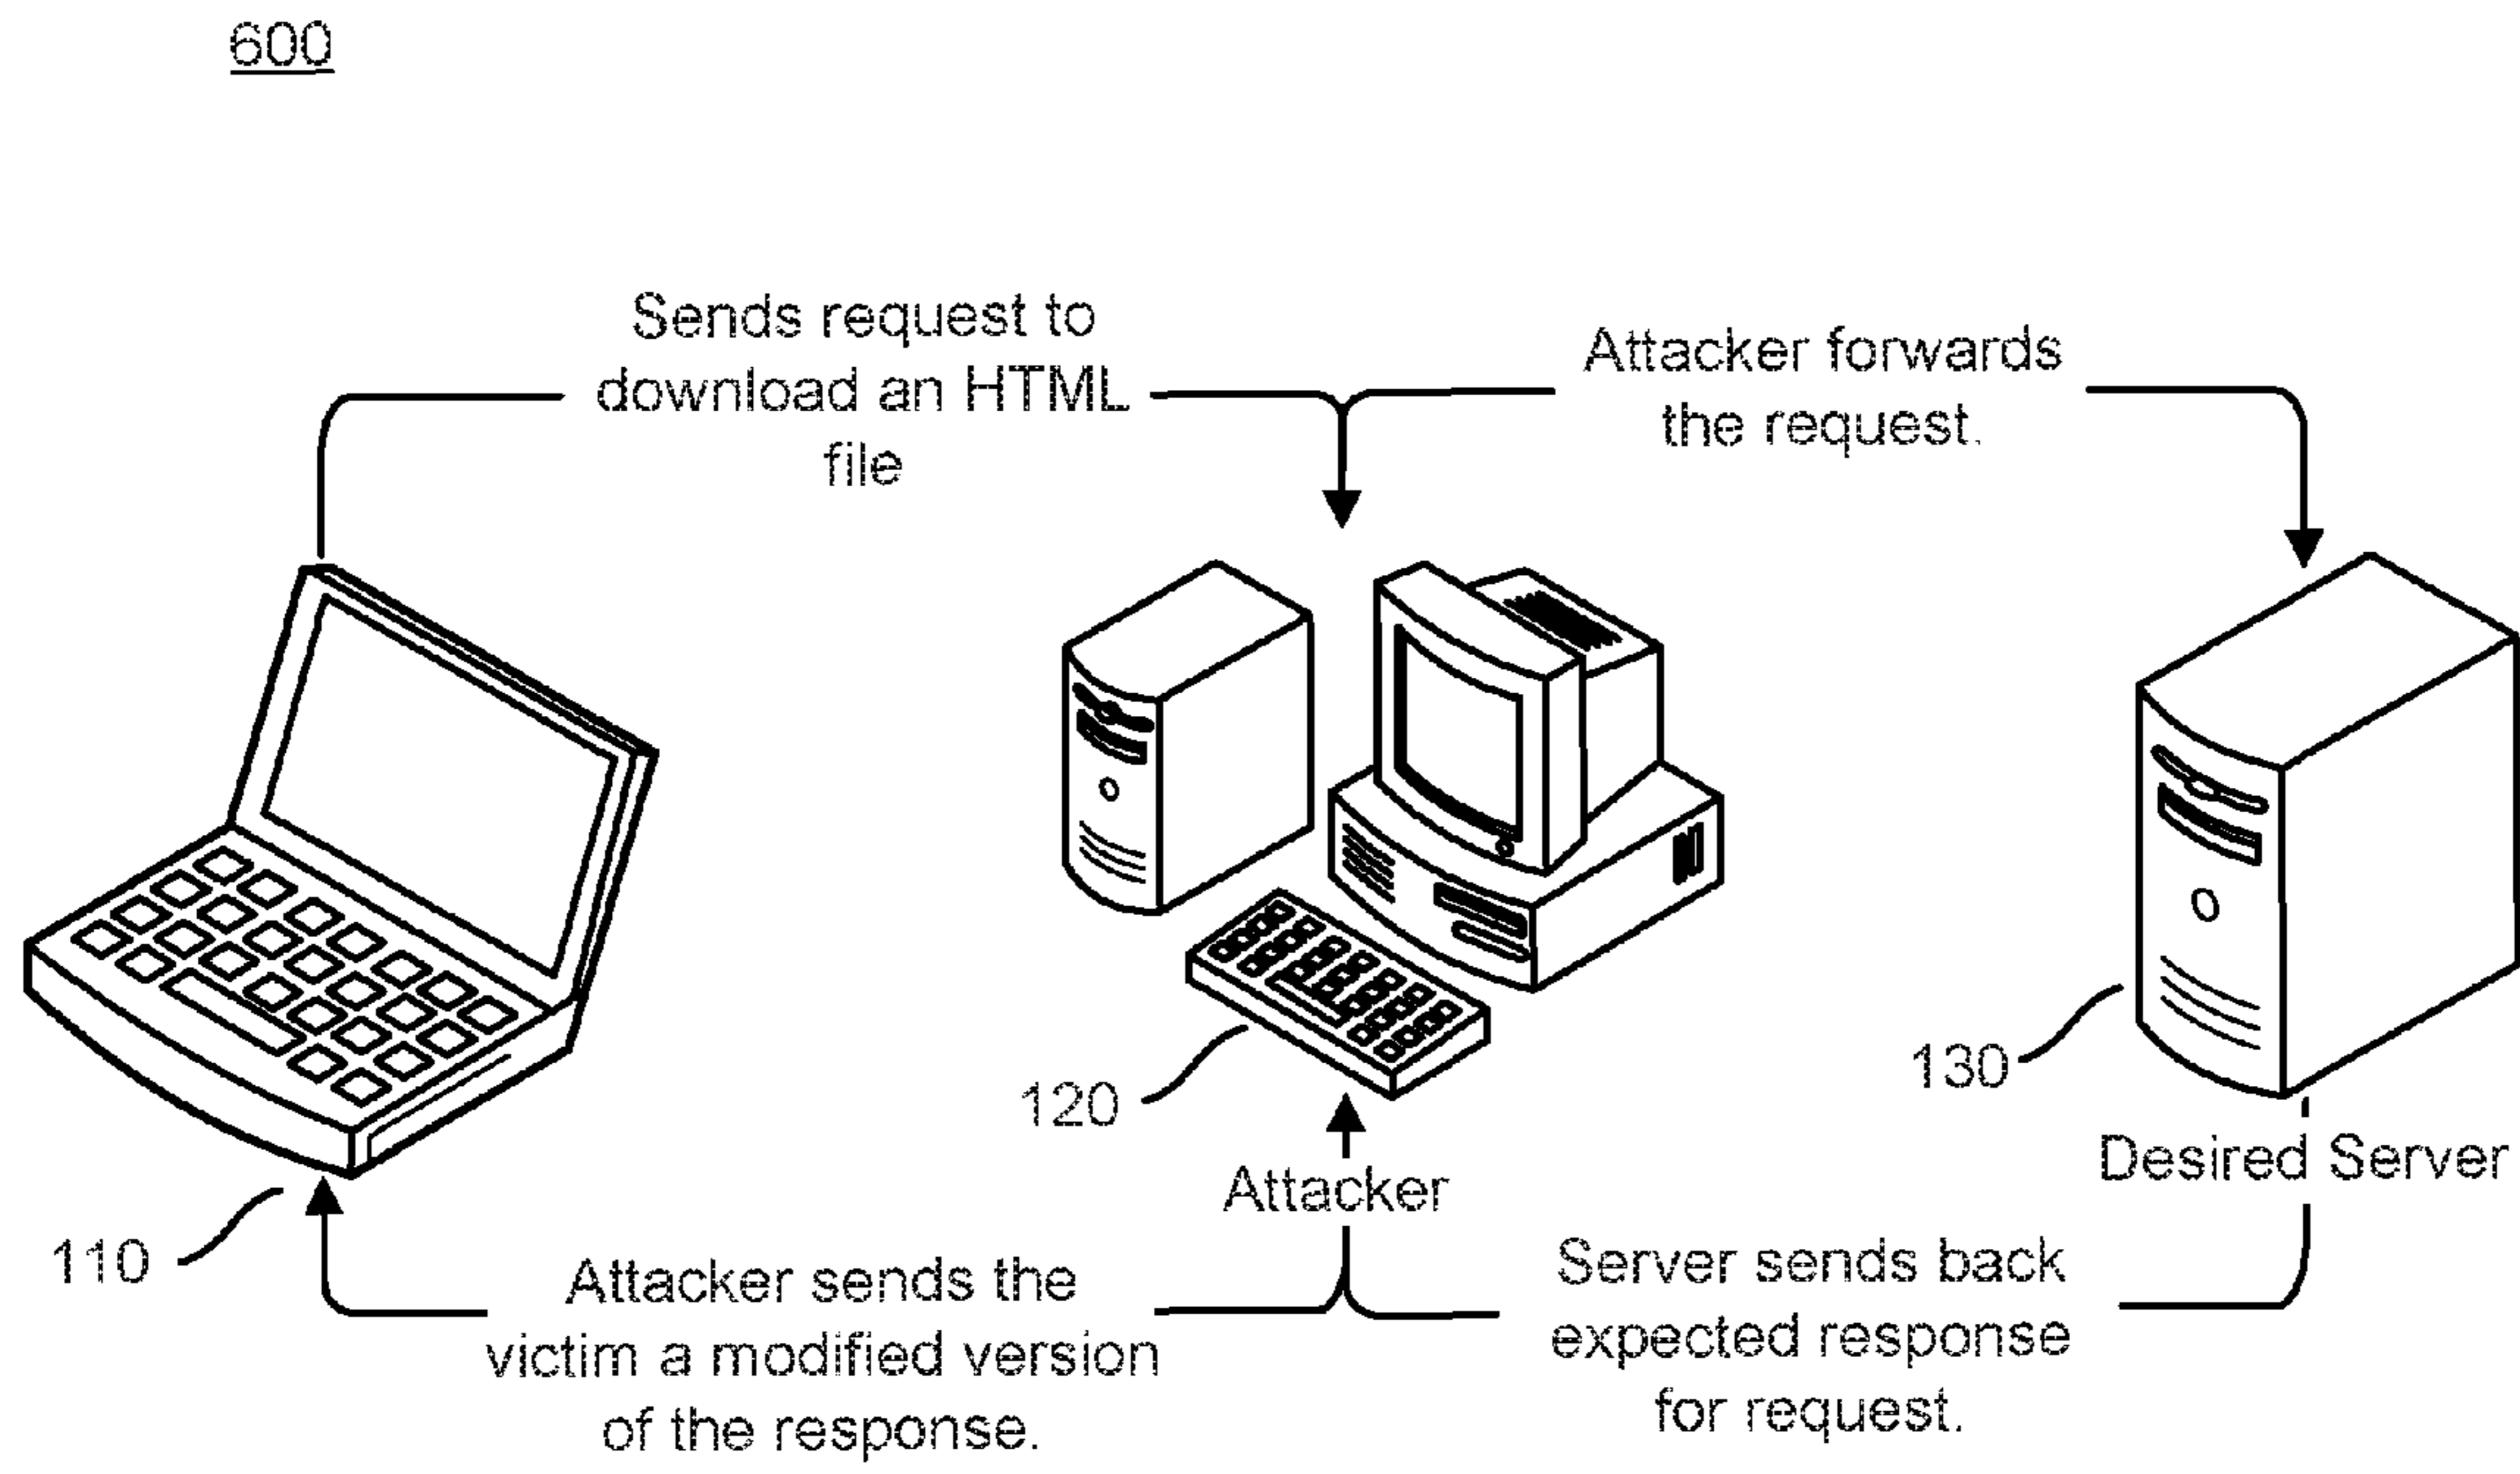 600
Sends request to
download an HTML
file
Attacker forwards
the request.
120
130
110
Attacker
Desired Server
Attacker sends the
victim a modified version
of the response.
Server sends back
expected response
for request.